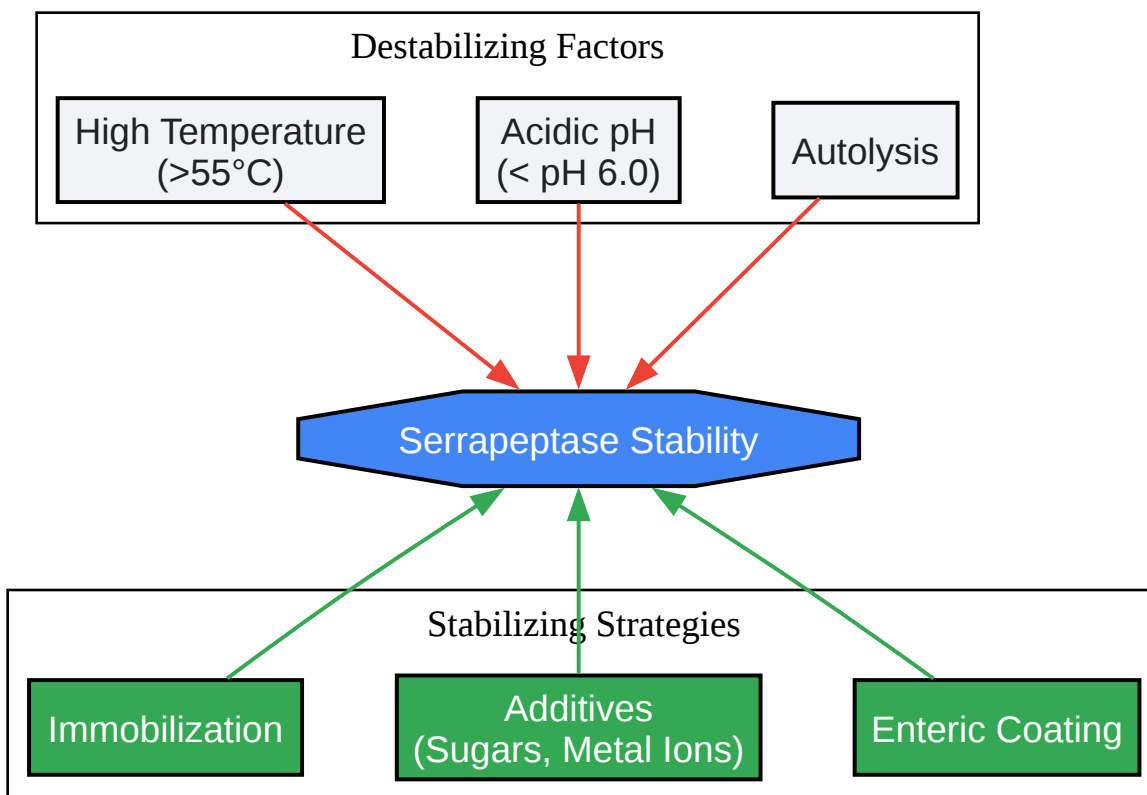 Destabilizing Factors
High Temperature
(>55°C)
Acidic pH
(< pH 6.0)
Autolysis
Serrapeptase Stability
Stabilizing Strategies
Immobilization
Additives
(Sugars, Metal Ions)
Enteric Coating